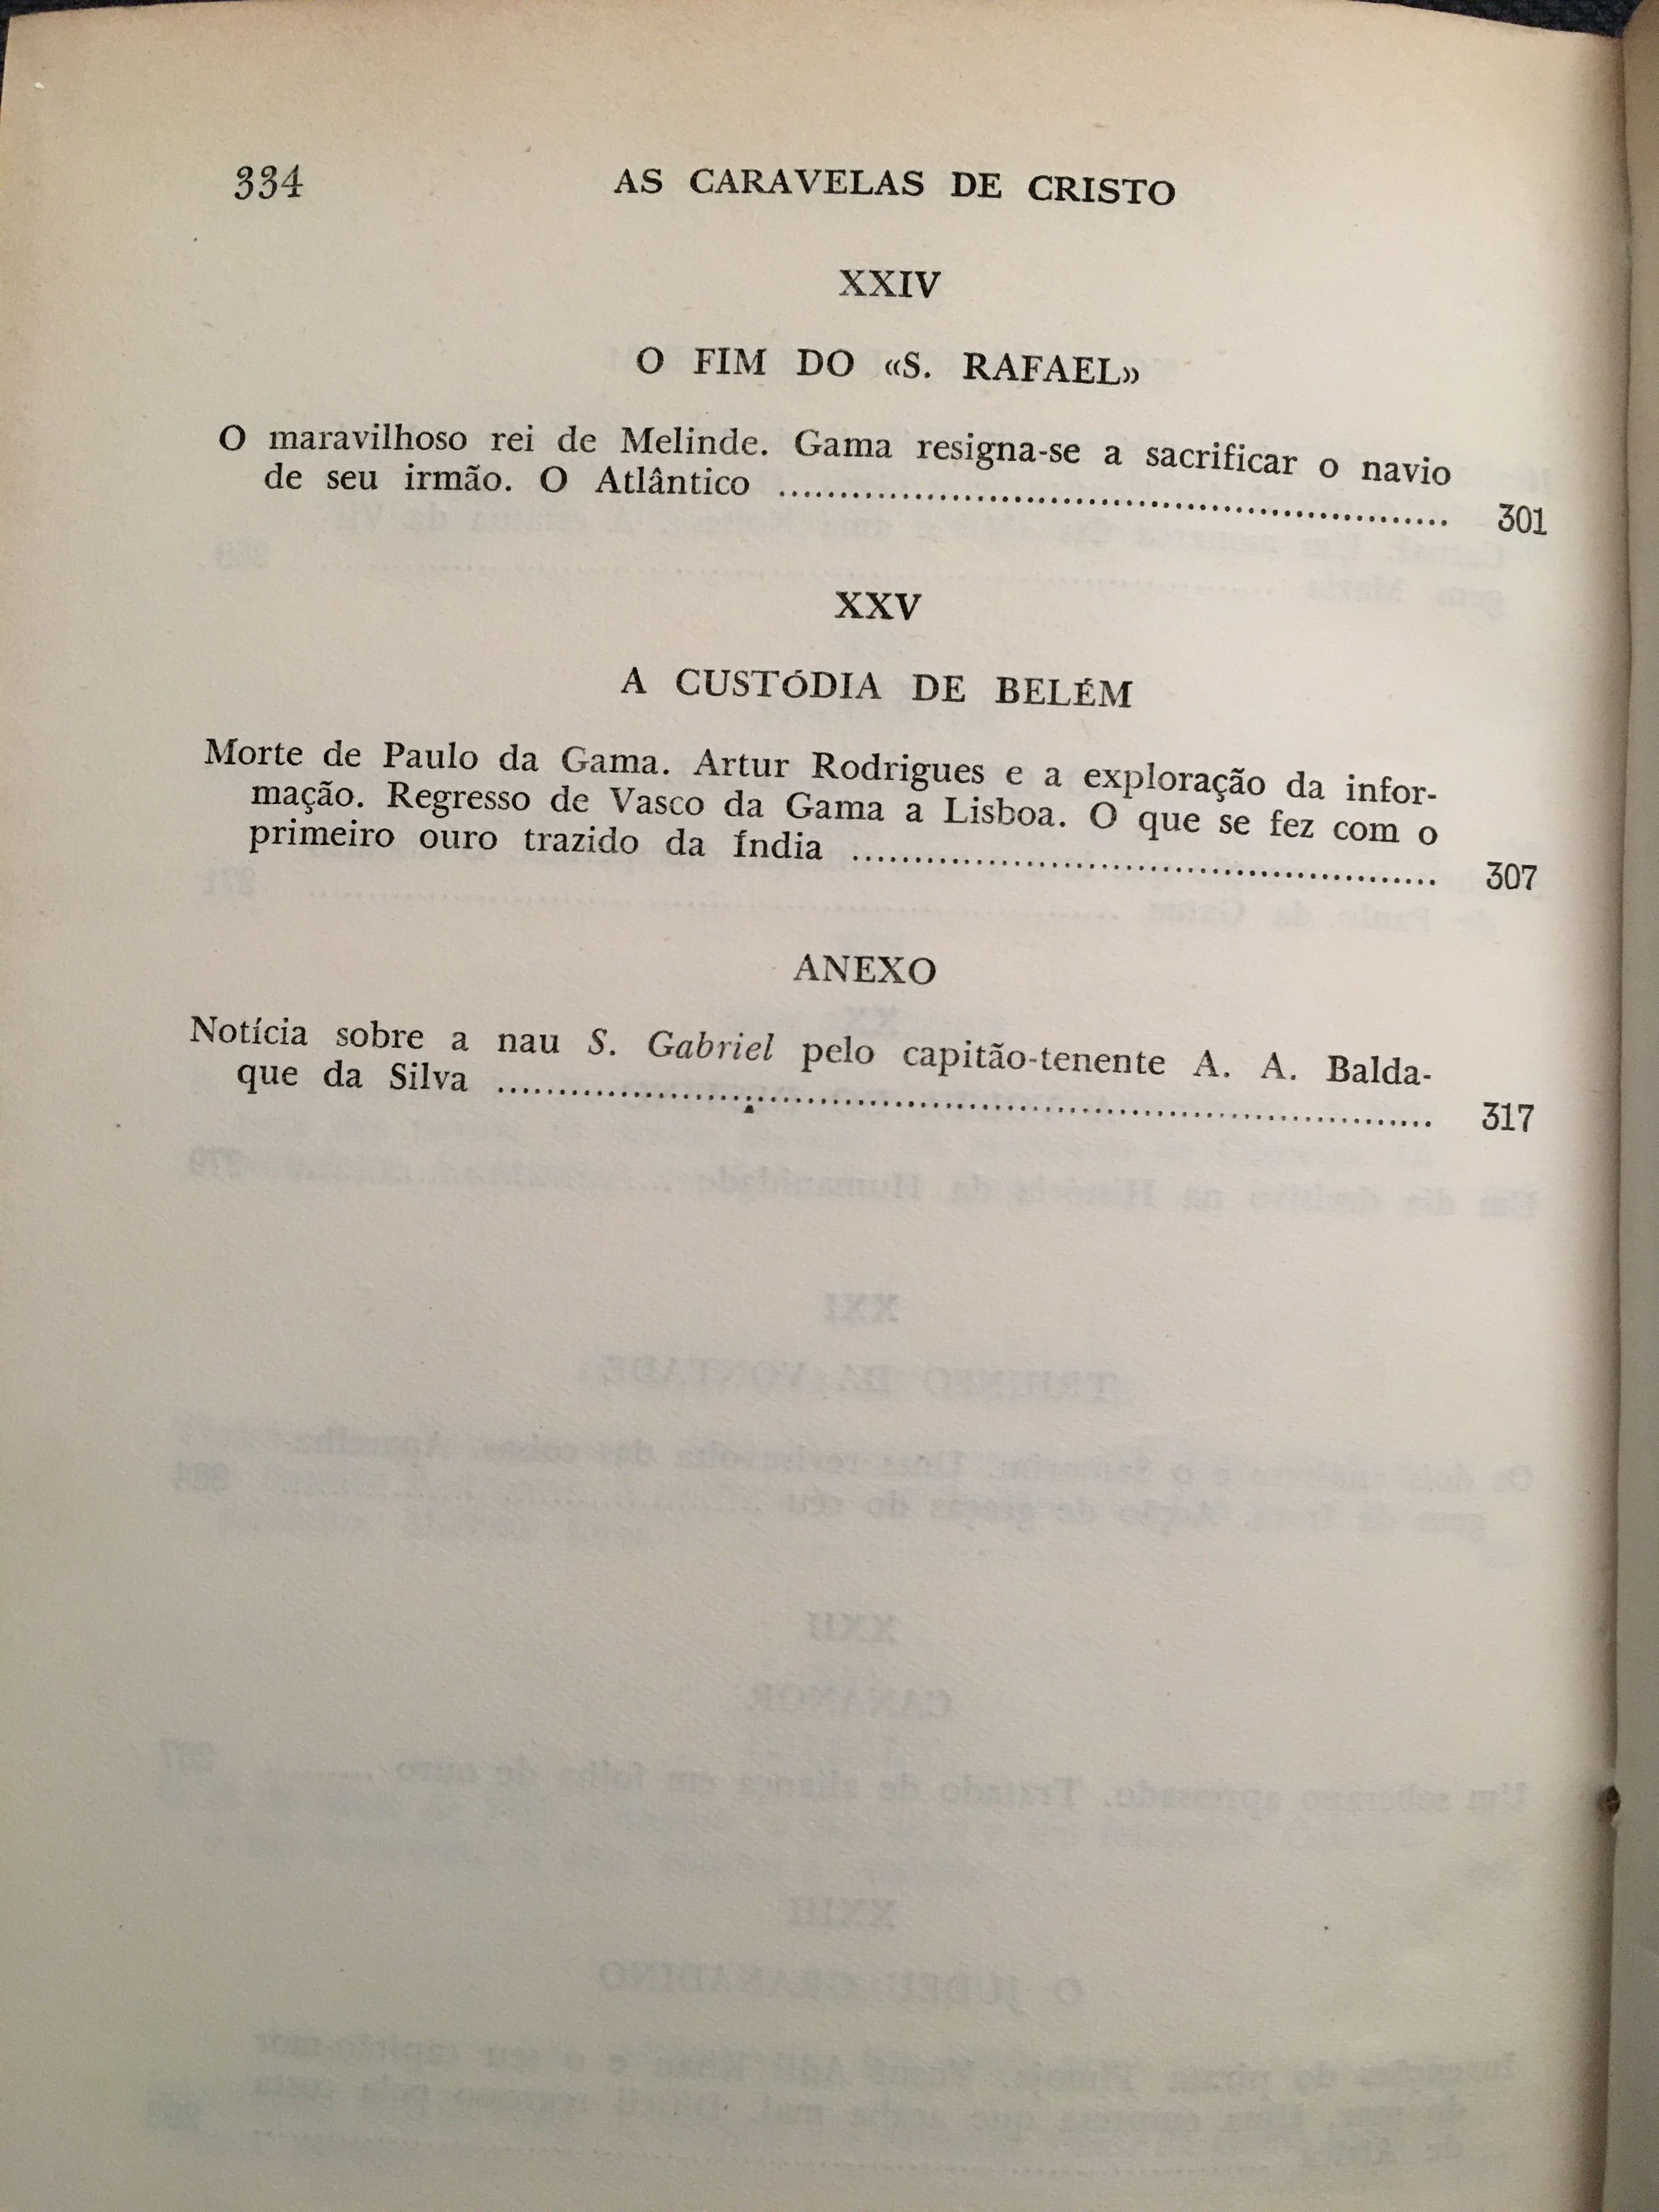 334 AS CARAVELAS DE CRISTO
XXIV
O FIM DO «S. RAFAEL»
O maravilhoso rei de Melinde. Gama resigna-se a sacrificar o navio
de seu irmão. O Atlântico ........................................................ 301
XXV
A CUSTÓDIA DE BELÉM
Morte de Paulo da Gama. Artur Rodrigues e a exploração da infor-
mação. Regresso de Vasco da Gama a Lisboa. O que se fez com o
primeiro ouro trazido da Índia ................................................ 307
ANEXO
Notícia sobre a nau S. Gabriel pelo capitão-tenente A. A. Balda-
que da Silva .............................................................................. 317